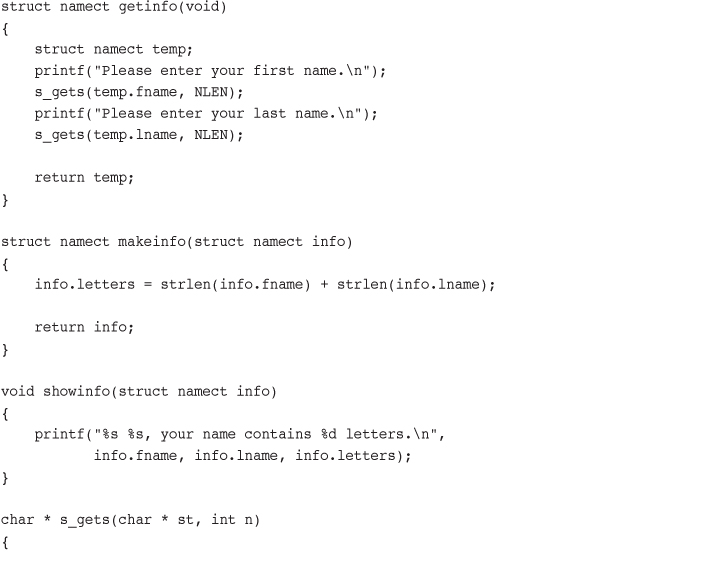 struct namect getinfo(void)
{
    struct namect temp;
    printf("Please enter your first name.\n");
    s_gets(temp.fname, NLEN);
    printf("Please enter your last name.\n");
    s_gets(temp.lname, NLEN);

    return temp;
}

struct namect makeinfo(struct namect info)
{
    info.letters = strlen(info.fname) + strlen(info.lname);

    return info;
}

void showinfo(struct namect info)
{
    printf("%s %s, your name contains %d letters.\n",
           info.fname, info.lname, info.letters);
}

char * s_gets(char * st, int n)
{